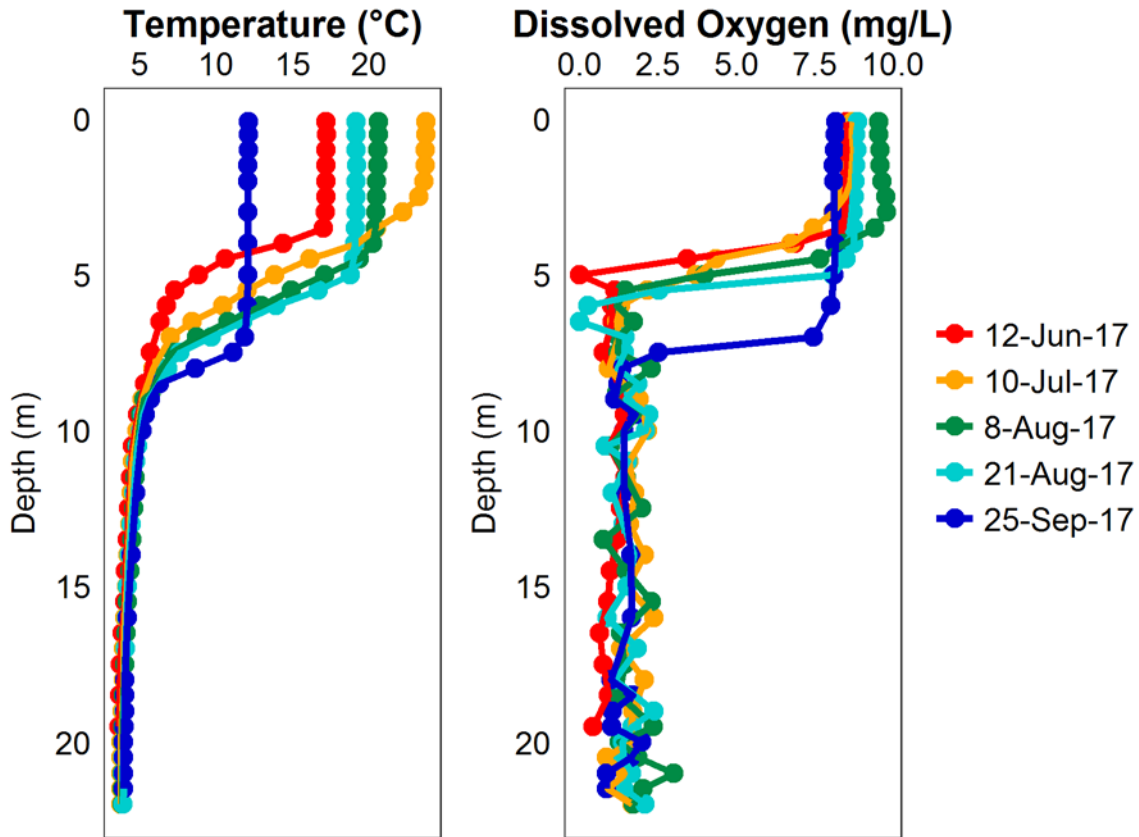 Temperature (°C)
5 10 15 20
Depth (m)
0
5
10
15
20
Dissolved Oxygen (mg/L)
0.0 2.5 5.0 7.5 10.0
Depth (m)
0
5
10
15
20
12-Jun-17
10-Jul-17
8-Aug-17
21-Aug-17
25-Sep-17